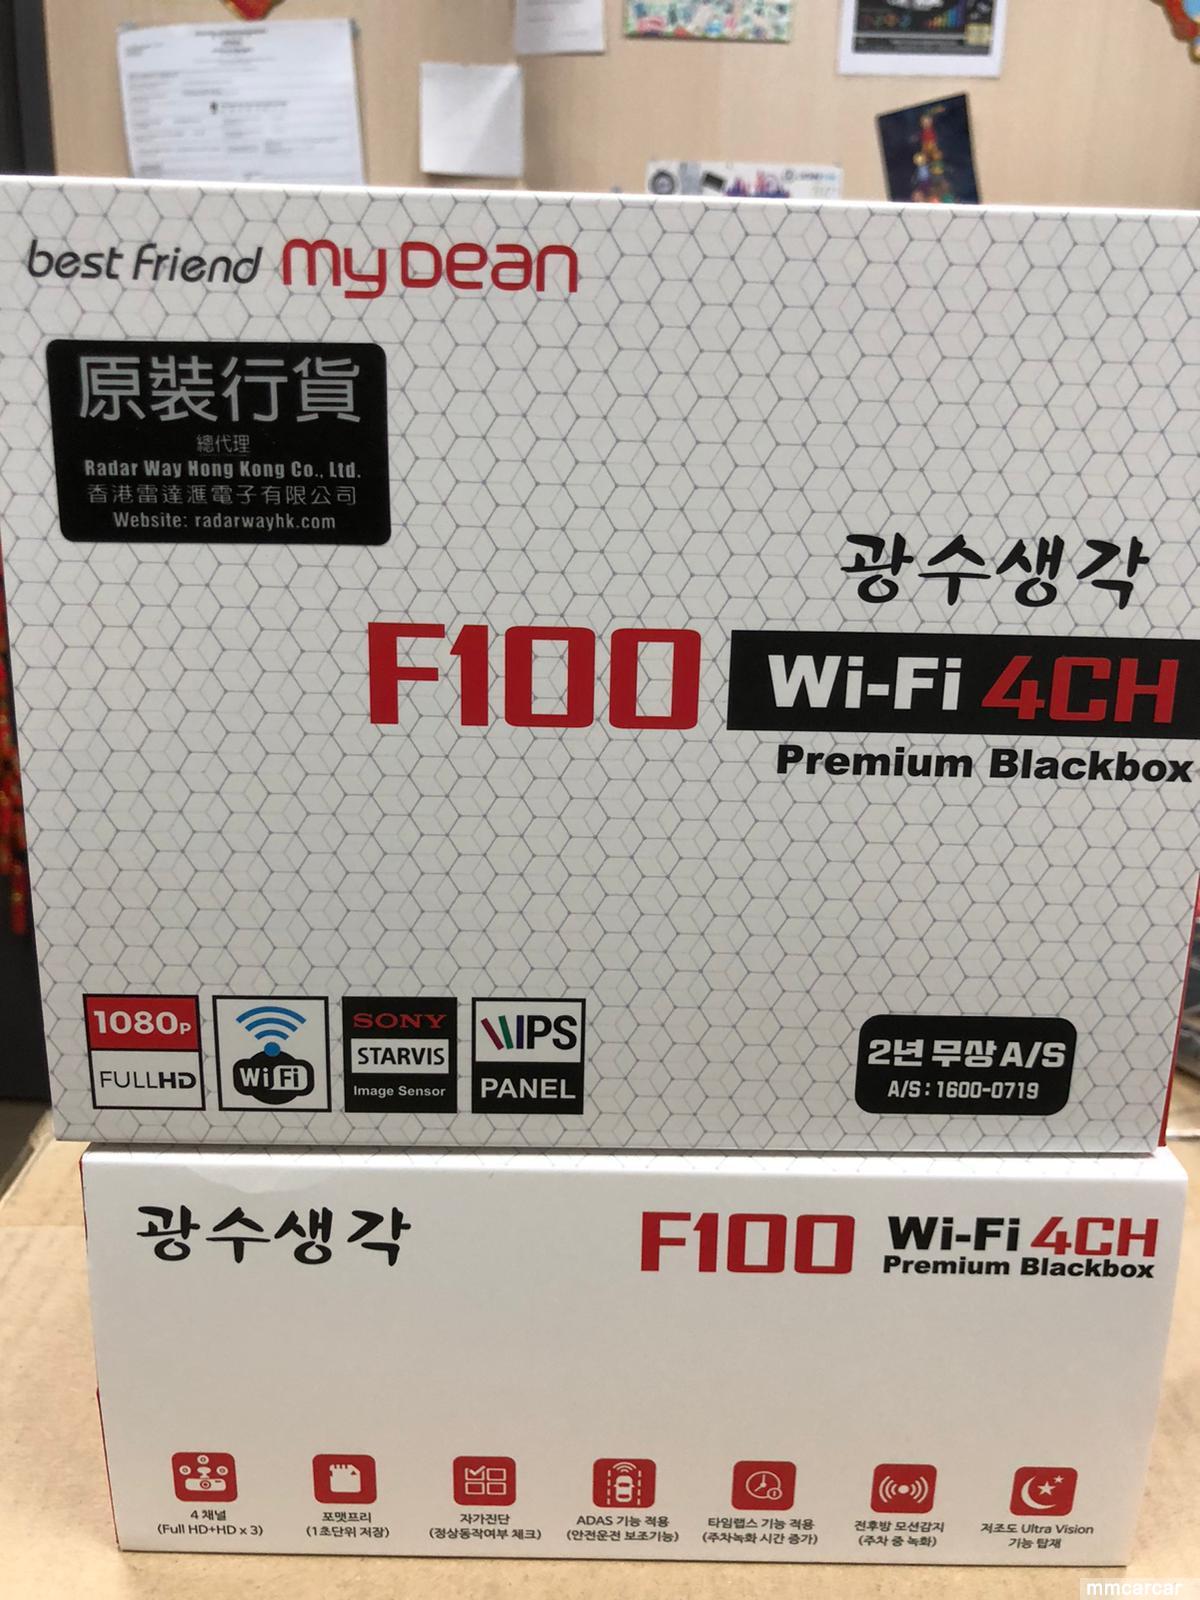 best friend myDean
原裝行貨
總代理
Radar Way Hong Kong Co., Ltd.
香港雷達滙電子有限公司
Website: radarwayhk.com
광수생각
F100 Wi-Fi 4CH
Premium Blackbox
1080P
FULLHD
WiFi
SONY
STARVIS
Image Sensor
IPS
PANEL
2년 무상 A/S
A/S : 1600-0719
광수생각
F100 Wi-Fi 4CH
Premium Blackbox
4 채널
(Full HD+HD x 3)
포맷프리
(1초단위 저장)
자가진단
(정상동작여부 체크)
ADAS 기능 적용
(안전운전 보조기능)
타임랩스 기능 적용
(주차녹화 시간 증가)
전후방 모션감지
(주차 중 녹화)
저조도 Ultra Vision
기능 탑재
mmcarcar